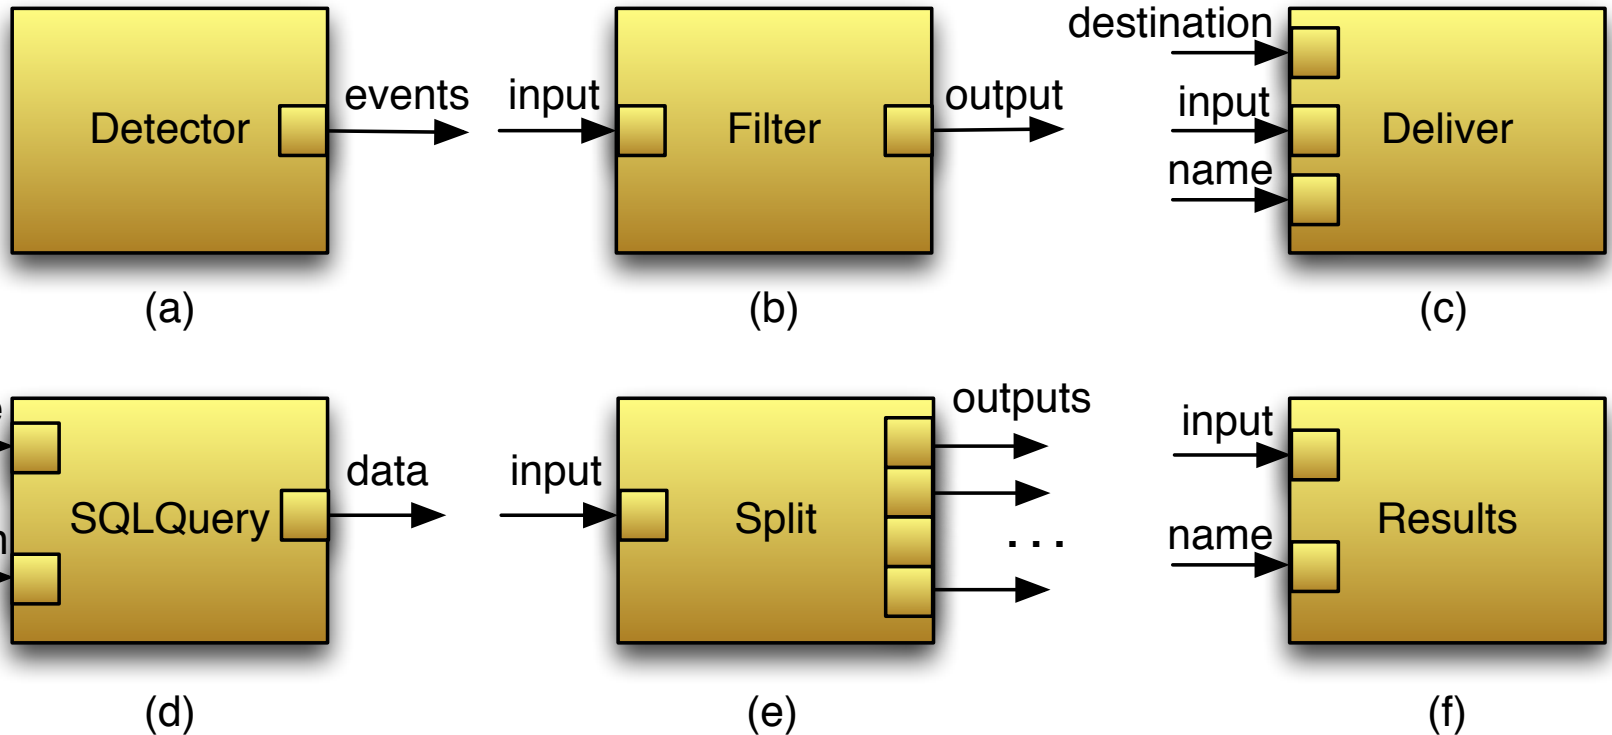 destination
events
input
output
input
Detector
Filter
Deliver
name
(a)
(b)
(c)
outputs
input
data
input
SQLQuery
Split
. . .
Results
name
(d)
(e)
(f)